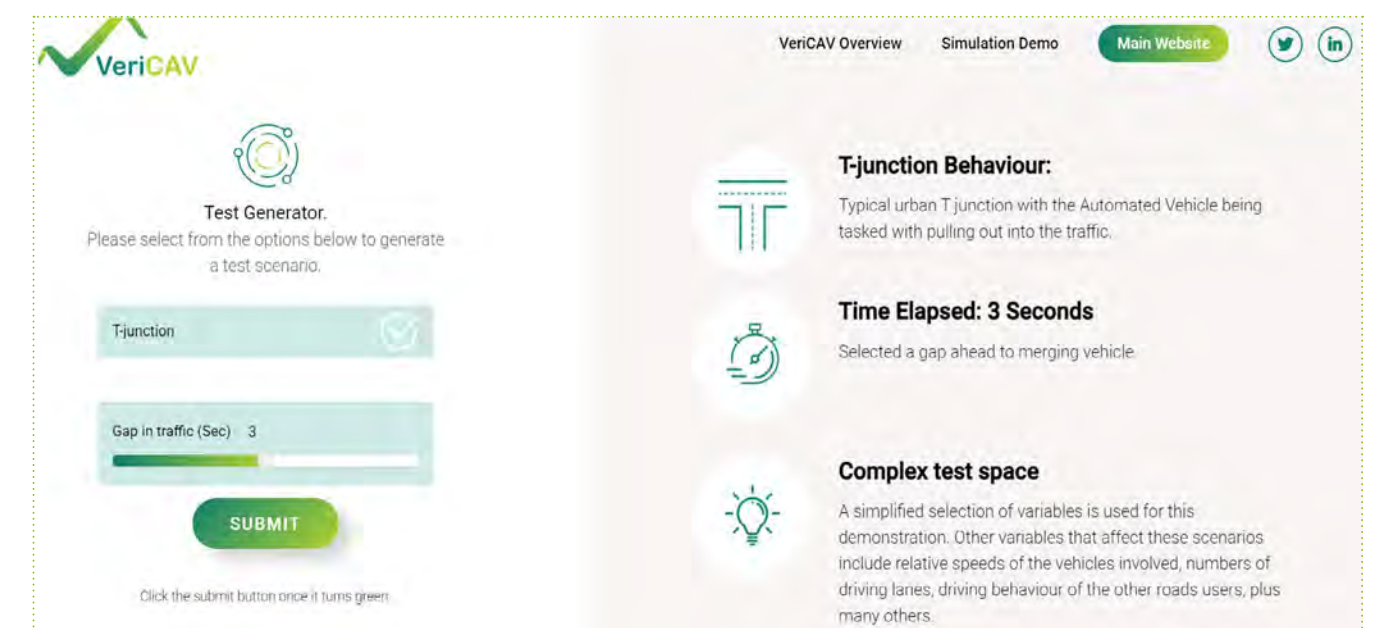 VeriCAV
VeriCAV Overview Simulation Demo Main Website in
Test Generator.
Please select from the options below to generate
a test scenario.
T-junction
Gap in traffic (Sec) 3
SUBMIT
Click the submit button once it turns green
T-junction Behaviour:
Typical urban T junction with the Automated Vehicle being
tasked with pulling out into the traffic.
Time Elapsed: 3 Seconds
Selected a gap ahead to merging vehicle
Complex test space
A simplified selection of variables is used for this
demonstration. Other variables that affect these scenarios
include relative speeds of the vehicles involved, numbers of
driving lanes, driving behaviour of the other roads users, plus
many others.